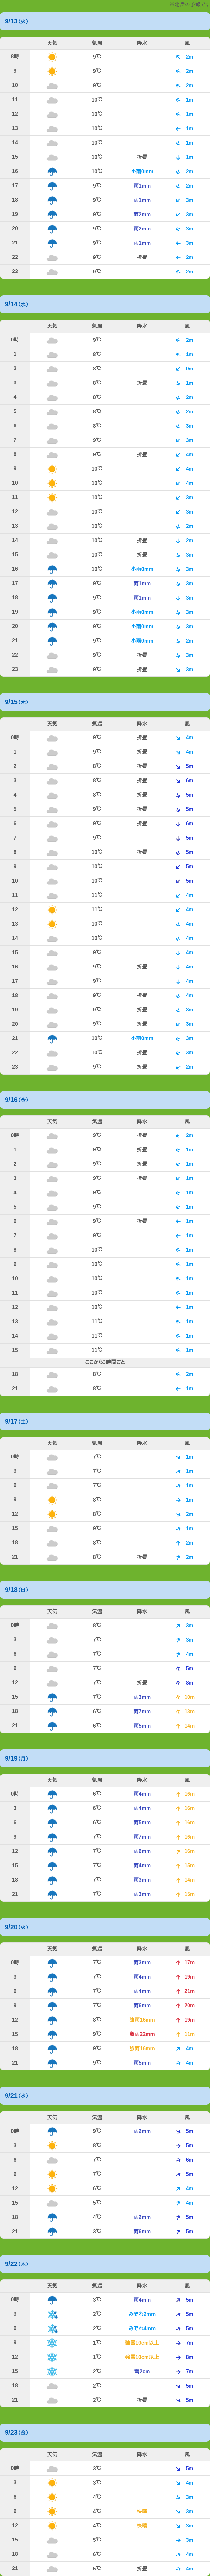 の名前の予報です
9/13（火）
天気 気温 降水 風
8時 9℃ 2m
9 9℃ 2m
10 9℃ 2m
11 10℃ 1m
12 10℃ 1m
13 10℃ 1m
14 10℃ 1m
15 10℃ 折畳 1m
16 10℃ 小雨0mm 2m
17 9℃ 雨1mm 2m
18 9℃ 雨1mm 3m
19 9℃ 雨2mm 3m
20 9℃ 雨2mm 3m
21 9℃ 雨1mm 3m
22 9℃ 折畳 2m
23 9℃ 2m
9/14（水）
天気 気温 降水 風
0時 8℃ 2m
1 8℃ 1m
2 8℃ 0m
3 8℃ 折畳 1m
4 8℃ 2m
5 8℃ 2m
6 8℃ 3m
7 9℃ 3m
8 9℃ 折畳 4m
9 10℃ 4m
10 10℃ 4m
11 10℃ 3m
12 10℃ 3m
13 10℃ 2m
14 10℃ 折畳 2m
15 10℃ 折畳 3m
16 10℃ 小雨0mm 3m
17 9℃ 雨1mm 3m
18 9℃ 雨1mm 3m
19 9℃ 小雨0mm 3m
20 9℃ 小雨0mm 3m
21 9℃ 小雨0mm 2m
22 9℃ 折畳 3m
23 9℃ 折畳 3m
9/15（木）
天気 気温 降水 風
0時 9℃ 折畳 4m
1 9℃ 折畳 4m
2 8℃ 折畳 5m
3 8℃ 折畳 6m
4 8℃ 折畳 5m
5 9℃ 折畳 5m
6 9℃ 折畳 6m
7 9℃ 5m
8 10℃ 折畳 5m
9 10℃ 5m
10 10℃ 5m
11 11℃ 4m
12 11℃ 4m
13 10℃ 4m
14 10℃ 4m
15 9℃ 4m
16 9℃ 折畳 4m
17 9℃ 4m
18 9℃ 折畳 4m
19 9℃ 折畳 3m
20 9℃ 折畳 3m
21 10℃ 小雨0mm 3m
22 10℃ 折畳 3m
23 9℃ 折畳 2m
9/16（金）
天気 気温 降水 風
0時 9℃ 折畳 2m
1 9℃ 折畳 1m
2 9℃ 折畳 1m
3 9℃ 折畳 1m
4 9℃ 1m
5 9℃ 1m
6 9℃ 折畳 1m
7 9℃ 1m
8 10℃ 1m
9 10℃ 1m
10 10℃ 1m
11 10℃ 1m
12 10℃ 1m
13 11℃ 1m
14 11℃ 1m
15 11℃ 1m
ここから3時間ごと
18 8℃ 2m
21 8℃ 1m
9/17（土）
天気 気温 降水 風
0時 7℃ 1m
3 7℃ 1m
6 7℃ 1m
9 8℃ 1m
12 8℃ 2m
15 9℃ 1m
18 8℃ 2m
21 8℃ 折畳 2m
9/18（日）
天気 気温 降水 風
0時 8℃ 3m
3 7℃ 3m
6 7℃ 4m
9 7℃ 5m
12 7℃ 折畳 8m
15 7℃ 雨3mm 10m
18 6℃ 雨7mm 13m
21 6℃ 雨5mm 14m
9/19（月）
天気 気温 降水 風
0時 6℃ 雨4mm 16m
3 6℃ 雨4mm 16m
6 6℃ 雨5mm 16m
9 7℃ 雨7mm 16m
12 7℃ 雨6mm 16m
15 7℃ 雨4mm 15m
18 7℃ 雨3mm 14m
21 7℃ 雨3mm 15m
9/20（火）
天気 気温 降水 風
0時 7℃ 雨3mm 17m
3 7℃ 雨4mm 19m
6 7℃ 雨4mm 21m
9 7℃ 雨6mm 20m
12 8℃ 強雨16mm 19m
15 9℃ 豪雨22mm 11m
18 9℃ 強雨16mm 4m
21 9℃ 雨5mm 4m
9/21（水）
天気 気温 降水 風
0時 9℃ 雨2mm 5m
3 8℃ 5m
6 7℃ 6m
9 7℃ 5m
12 6℃ 4m
15 5℃ 4m
18 4℃ 雨2mm 5m
21 3℃ 雨6mm 5m
9/22（木）
天気 気温 降水 風
0時 3℃ 雨4mm 5m
3 2℃ みぞれ2mm 5m
6 2℃ みぞれ4mm 5m
9 1℃ 強雪10cm以上 7m
12 1℃ 強雪10cm以上 8m
15 2℃ 雪2cm 7m
18 2℃ 5m
21 2℃ 折畳 5m
9/23（金）
天気 気温 降水 風
0時 3℃ 5m
3 3℃ 4m
6 4℃ 3m
9 4℃ 快晴 3m
12 4℃ 快晴 3m
15 5℃ 3m
18 6℃ 4m
21 5℃ 折畳 4m